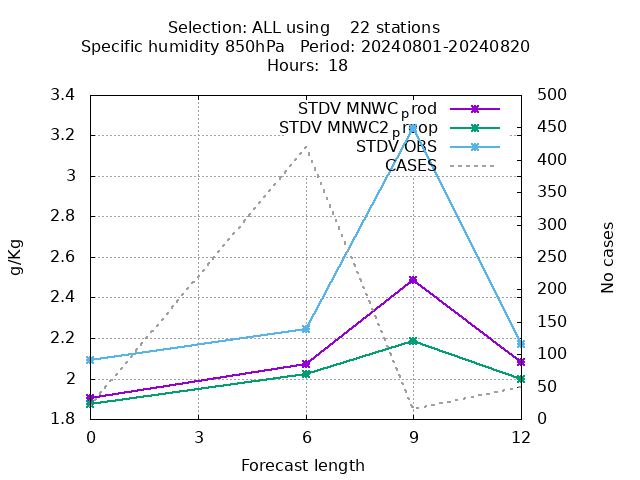 Selection: ALL using    22 stations
Specific humidity 850hPa   Period: 20240801-20240820
Hours:  18
STDV MNWC_prod
STDV MNWC2_preop
STDV OBS
CASES
3.4
3.2
3
2.8
2.6
2.4
2.2
2
1.8
g/Kg
500
450
400
350
300
250
200
150
100
50
0
No cases
0 3 6 9 12
Forecast length